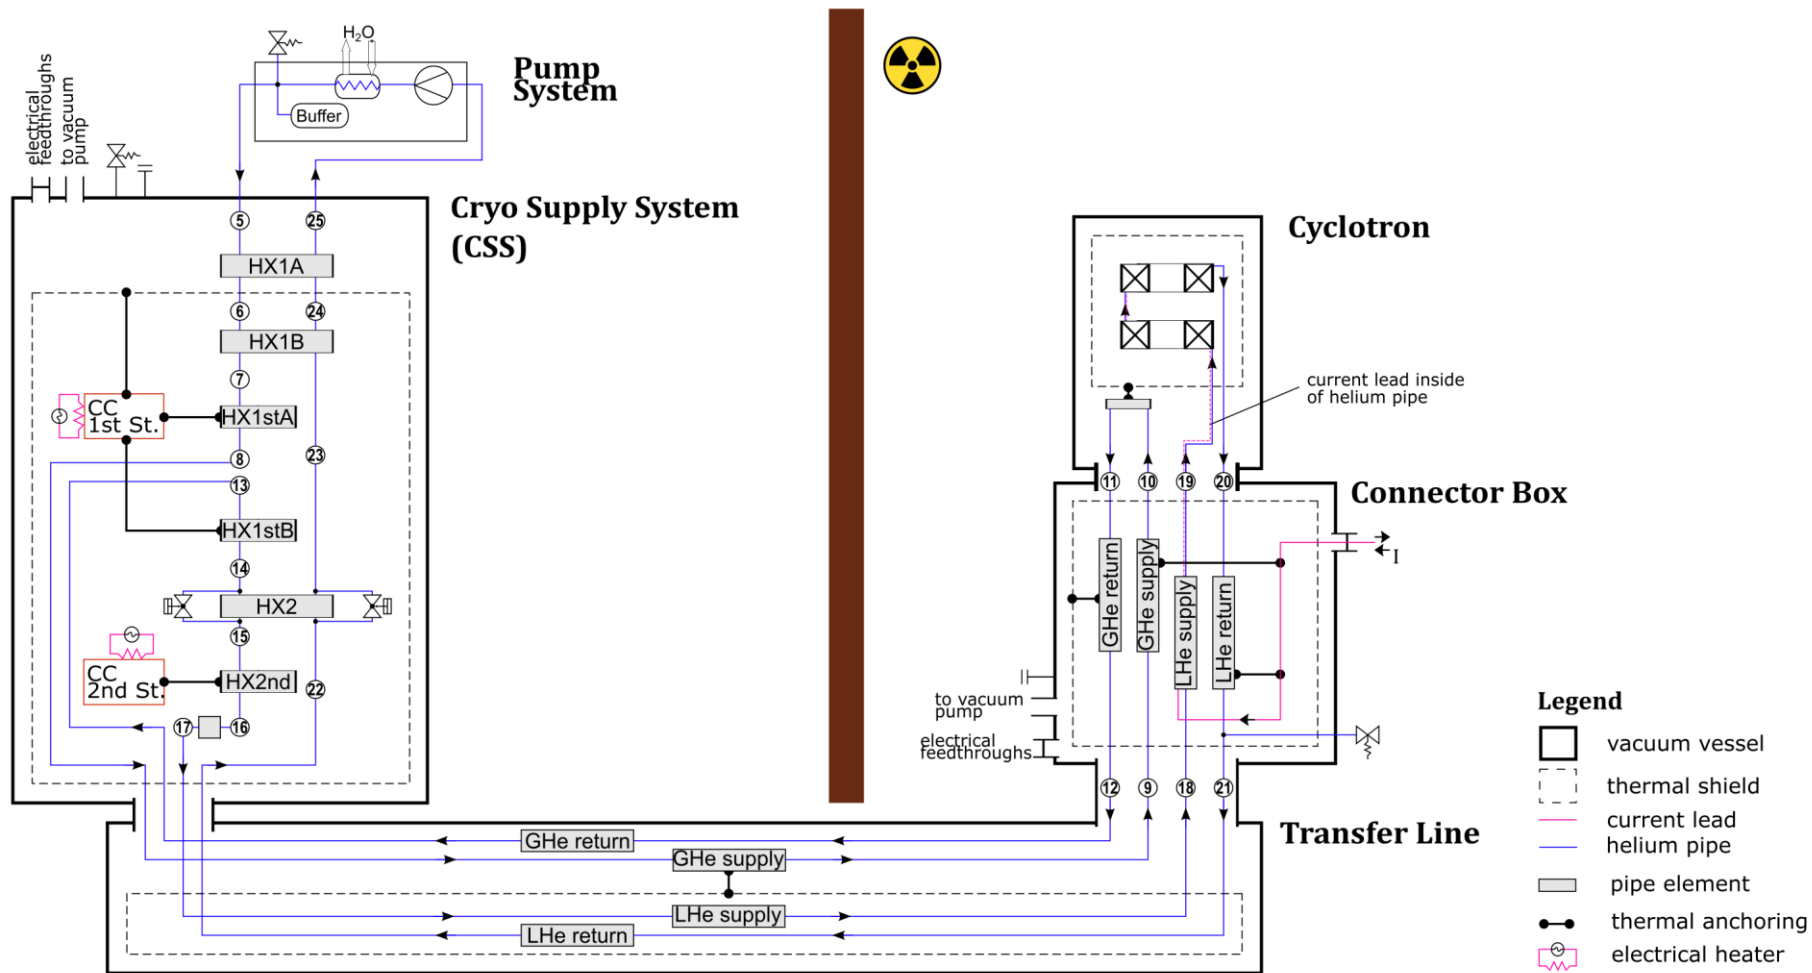 H2O
Pump
System
Buffer
electrical
feedthroughs
to vacuum
pump
Cryo Supply System
(CSS)
5
25
HX1A
6
24
HX1B
7
CC
1st St.
HX1stA
8
23
13
HX1stB
14
HX2
15
CC
2nd St.
HX2nd
22
17
16
Cyclotron
current lead inside
of helium pipe
11
10
19
20
Connector Box
I
GHe return
GHe supply
LHe supply
LHe return
to vacuum
pump
electrical
feedthroughs
12
9
18
21
Transfer Line
GHe return
GHe supply
LHe supply
LHe return
Legend
vacuum vessel
thermal shield
current lead
helium pipe
pipe element
thermal anchoring
electrical heater